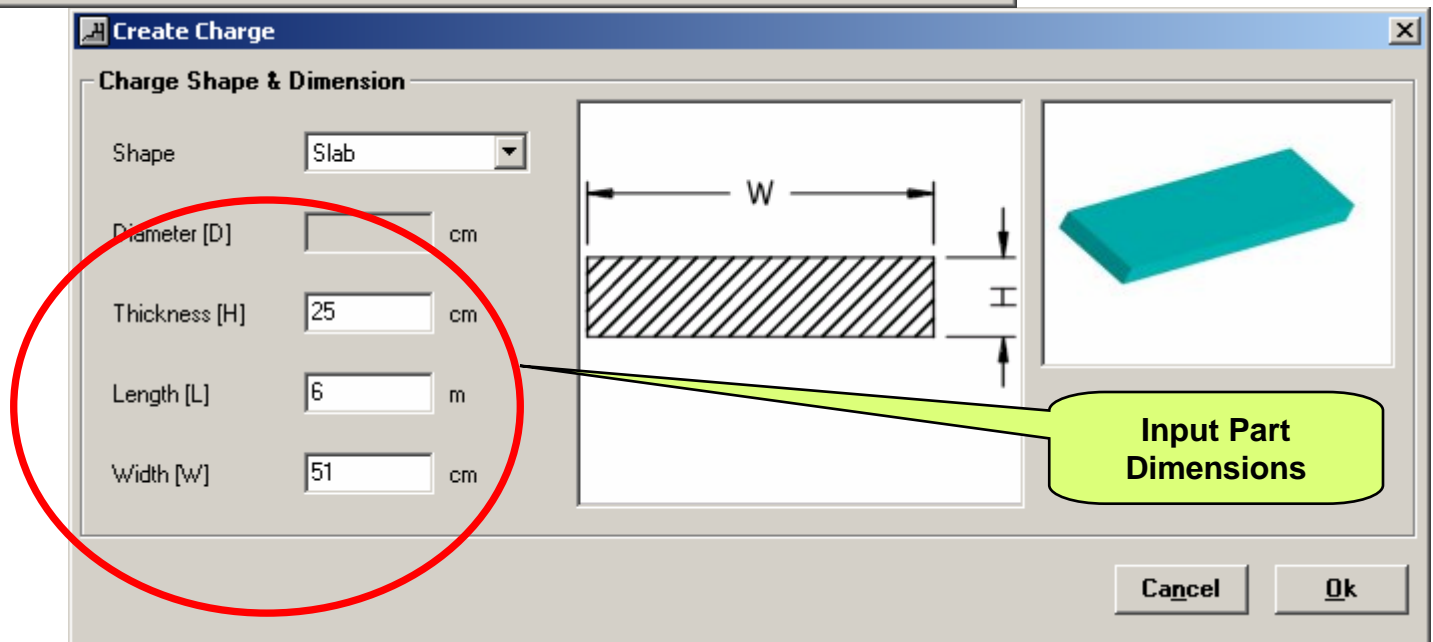 Create Charge
Charge Shape & Dimension
Shape
Slab
Diameter [D]
cm
Thickness [H]
25
cm
Length [L]
6
m
Width [W]
51
cm
W
H
Input Part
Dimensions
Cancel
Ok